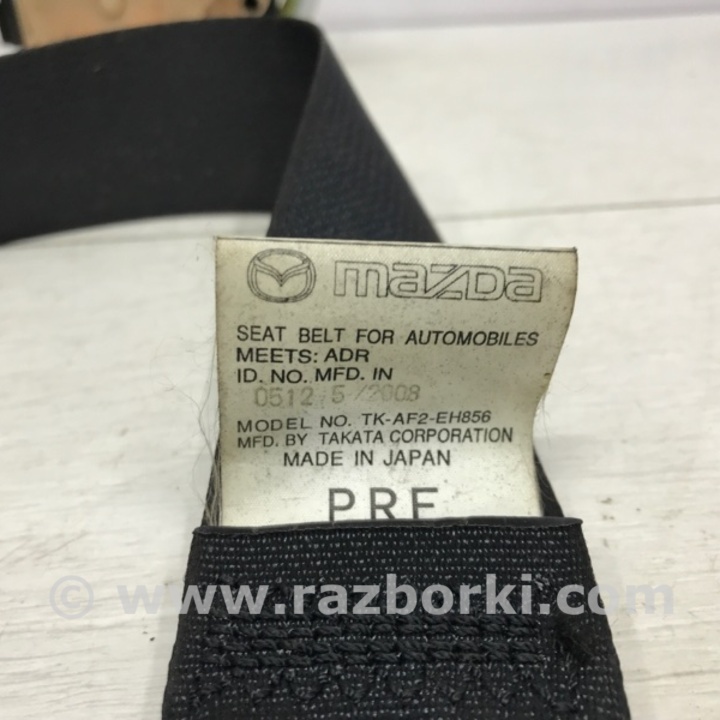 mazda
SEAT BELT FOR AUTOMOBILES
MEETS: ADR
ID. NO. MFD. IN
0512 5/2008
MODEL NO. TK-AF2-EH856
MFD. BY TAKATA CORPORATION
MADE IN JAPAN
PRE
© www.razborki.com